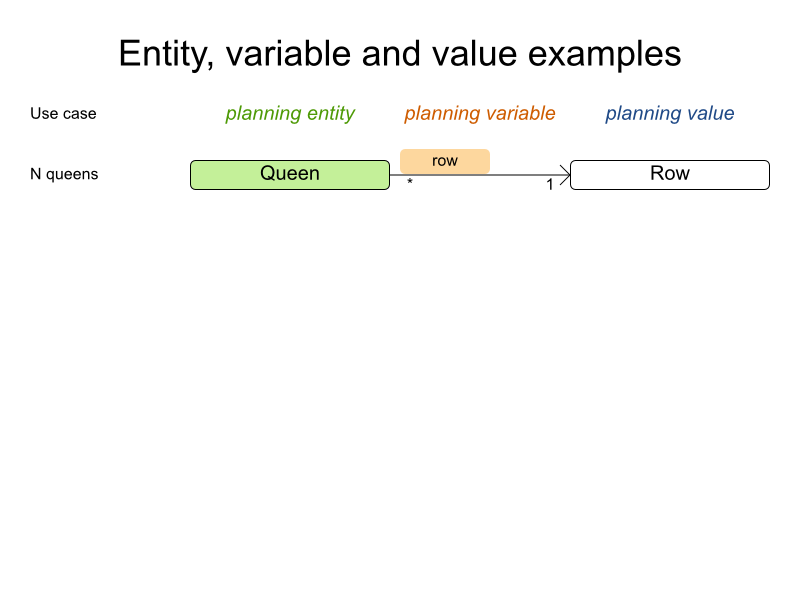 Entity, variable and value examples
Use case planning entity planning variable planning value
N queens Queen row Row
* 1